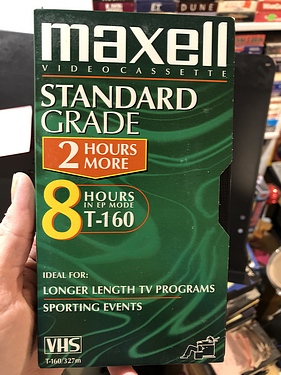 DUNE
maxell
VIDEOCASSETTE
STANDARD
GRADE
2 HOURS
MORE
8 HOURS
IN EP MODE
T-160
IDEAL FOR:
LONGER LENGTH TV PROGRAMS
SPORTING EVENTS
VHS
T-160/327m